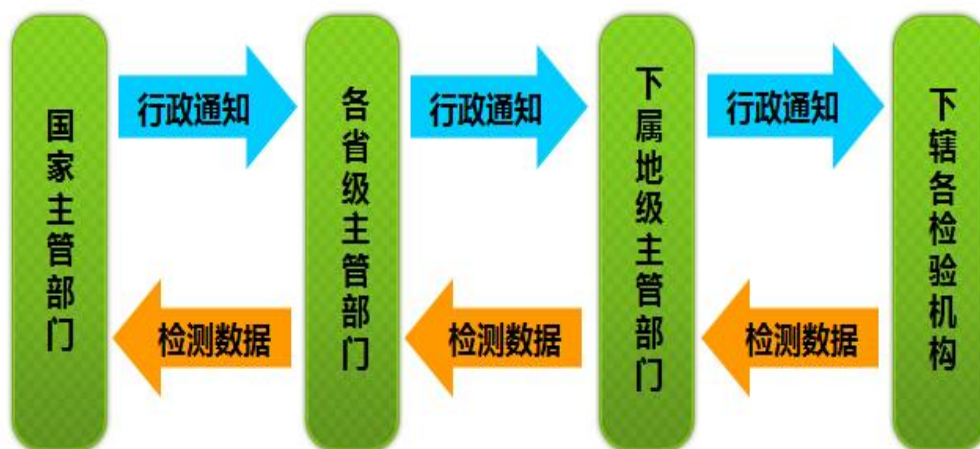 国家主管部门
行政通知
检测数据
各省级主管部门
行政通知
检测数据
下属地级主管部门
行政通知
检测数据
下辖各检验机构